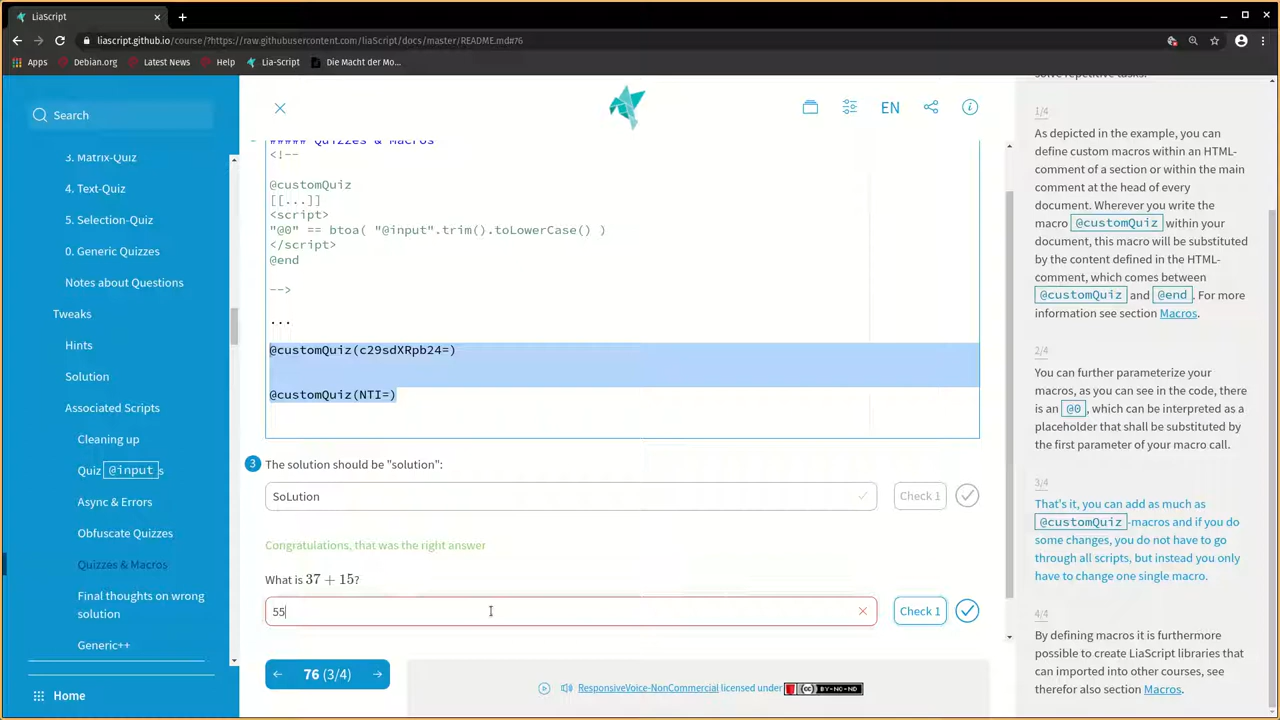 LiaScript
liascript.github.io/course/?https://raw.githubusercontent.com/liaScript/docs/master/README.md#76
Apps
Debian.org
Latest News
Help
Lia-Script
Die Macht der Mo...
Search
3. Matrix-Quiz
4. Text-Quiz
5. Selection-Quiz
0. Generic Quizzes
Notes about Questions
Tweaks
Hints
Solution
Associated Scripts
Cleaning up
Quiz @input s
Async & Errors
Obfuscate Quizzes
Quizzes & Macros
Final thoughts on wrong
solution
Generic++
Home
EN
##### Quizzes & Macros
<!--
@customQuiz
[[...]]
<script>
"@0" == btoa( "@input".trim().toLowerCase() )
</script>
@end
-->
...
@customQuiz(c29sdXRpb24=)
@customQuiz(NTI=)
3 The solution should be "solution":
SoLution
Check 1
Congratulations, that was the right answer
What is 37 + 15?
55
Check 1
76 (3/4)
ResponsiveVoice-NonCommercial licensed under
cc BY-NC-ND
solve repetitive tasks.
1/4
As depicted in the example, you can
define custom macros within an HTML-
comment of a section or within the main
comment at the head of every
document. Wherever you write the
macro @customQuiz within your
document, this macro will be substituted
by the content defined in the HTML-
comment, which comes between
@customQuiz and @end. For more
information see section Macros.
2/4
You can further parameterize your
macros, as you can see in the code, there
is an @0, which can be interpreted as a
placeholder that shall be substituted by
the first parameter of your macro call.
3/4
That's it, you can add as much as
@customQuiz-macros and if you do
some changes, you do not have to go
through all scripts, but instead you only
have to change one single macro.
4/4
By defining macros it is furthermore
possible to create LiaScript libraries that
can imported into other courses, see
therefor also section Macros.